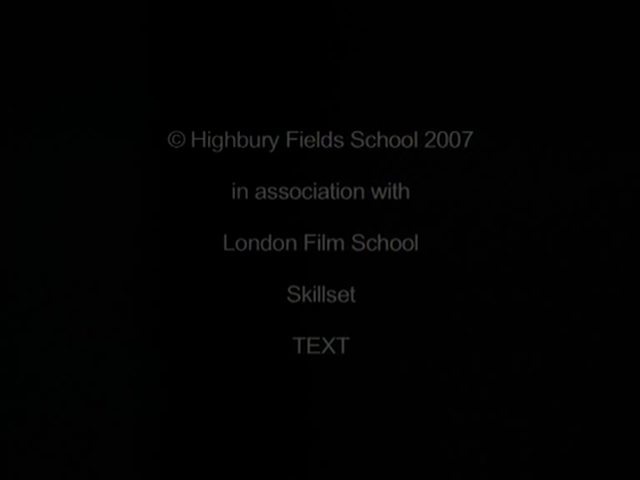 © Highbury Fields School 2007
in association with
London Film School
Skillset
TEXT